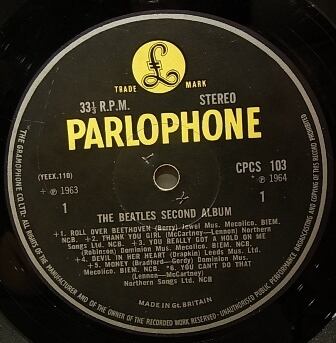 £
TRADE MARK
33⅓ R.P.M. STEREO
PARLOPHONE
(YEEX.110) CPCS 103
℗ 1963 ℗ 1964
1 1
THE BEATLES SECOND ALBUM
1. ROLL OVER BEETHOVEN (Berry) Jewel Mus. Mecolico. BIEM.
NCB. *2. THANK YOU GIRL (McCartney—Lennon) Northern
Songs Ltd. NCB. *3. YOU REALLY GOT A HOLD ON ME
(Robinson) Dominion Mus. Mecolico. BIEM. NCB.
*4. DEVIL IN HER HEART (Drapkin) Leeds Mus. Ltd.
*5. MONEY (Bradford—Gordy) Dominion Mus.
Mecolico. BIEM. NCB. *6. YOU CAN'T DO THAT
(Lennon—McCartney)
Northern Songs Ltd. NCB
MADE IN Gt. BRITAIN
THE GRAMOPHONE CO. LTD. ALL RIGHTS OF THE MANUFACTURER AND OF THE OWNER OF THE RECORDED WORK RESERVED UNAUTHORISED PUBLIC PERFORMANCE BROADCASTING AND COPYING OF THIS RECORD PROHIBITED